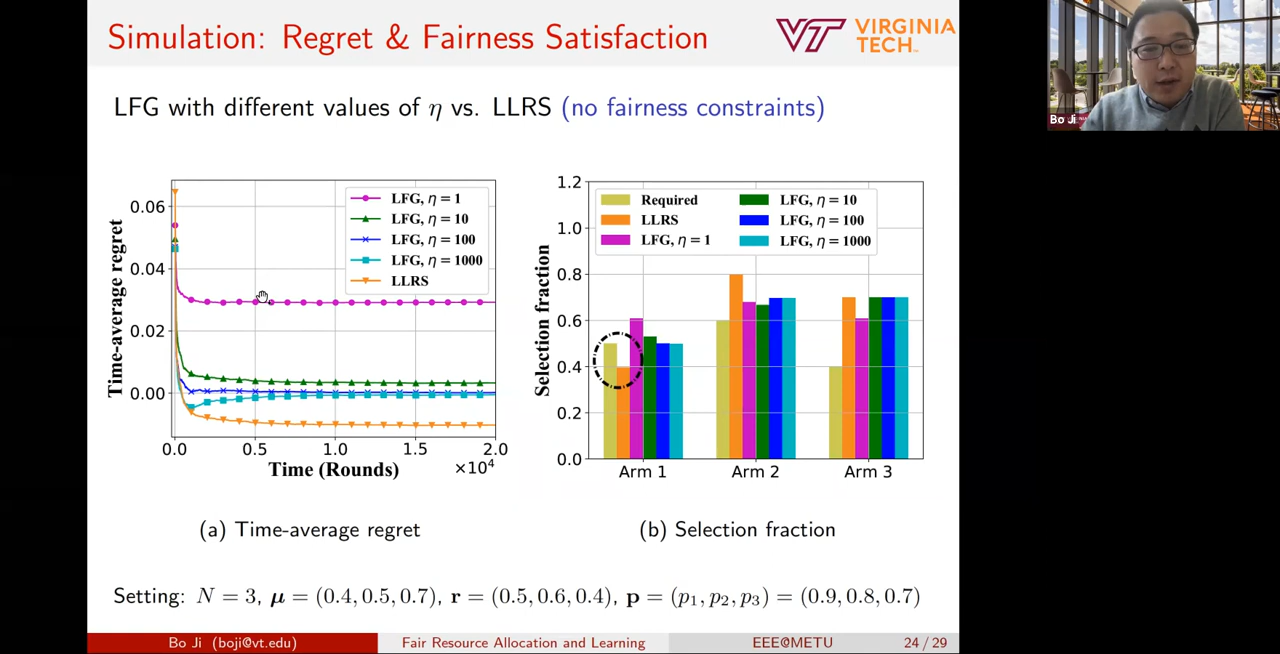 Simulation: Regret & Fairness Satisfaction
VT VIRGINIA
TECH
LFG with different values of η vs. LLRS (no fairness constraints)
Bo Ji
Time-average regret
0.06
0.04
0.02
0.00
LFG, η = 1
LFG, η = 10
LFG, η = 100
LFG, η = 1000
LLRS
0.0 0.5 1.0 1.5 2.0
Time (Rounds) ×10⁴
Selection fraction
1.2
1.0
0.8
0.6
0.4
0.2
0.0
Required
LLRS
LFG, η = 1
LFG, η = 10
LFG, η = 100
LFG, η = 1000
Arm 1 Arm 2 Arm 3
(a) Time-average regret
(b) Selection fraction
Setting: N = 3, μ = (0.4, 0.5, 0.7), r = (0.5, 0.6, 0.4), p = (p₁, p₂, p₃) = (0.9, 0.8, 0.7)
Bo Ji (boji@vt.edu) Fair Resource Allocation and Learning EEE@METU 24 / 29